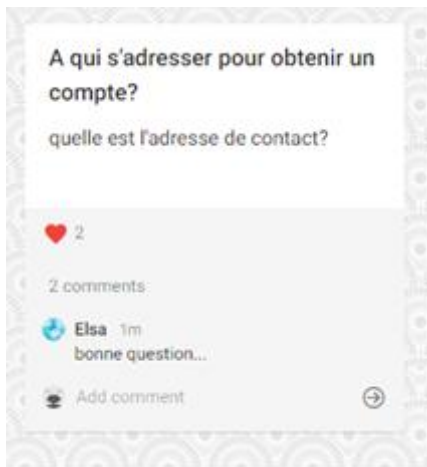 A qui s'adresser pour obtenir un
compte?
quelle est l'adresse de contact?
2
2 comments
Elsa 1m
bonne question...
Add comment